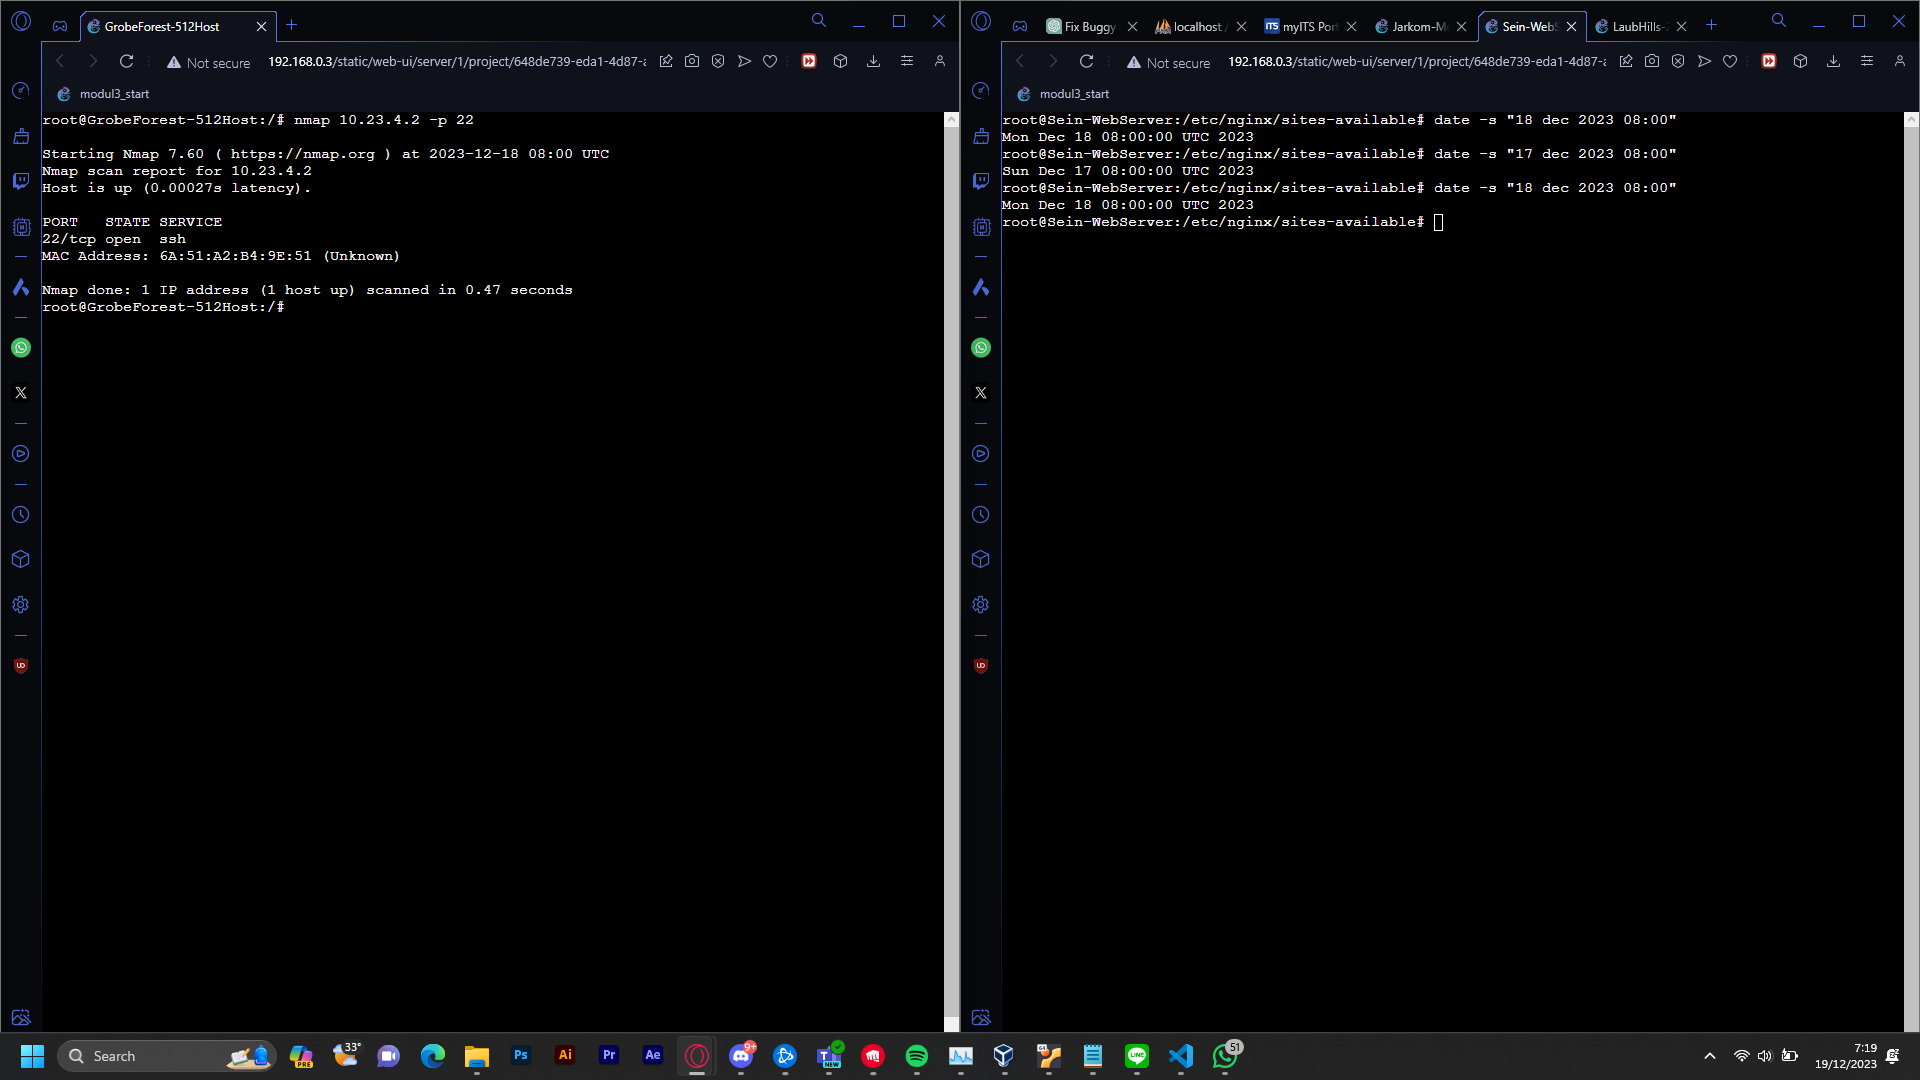 GrobeForest-512Host
Not secure
192.168.0.3/static/web-ui/server/1/project/648de739-eda1-4d87-a
modul3_start
root@GrobeForest-512Host:/# nmap 10.23.4.2 -p 22
Starting Nmap 7.60 ( https://nmap.org ) at 2023-12-18 08:00 UTC
Nmap scan report for 10.23.4.2
Host is up (0.00027s latency).
PORT   STATE SERVICE
22/tcp open  ssh
MAC Address: 6A:51:A2:B4:9E:51 (Unknown)
Nmap done: 1 IP address (1 host up) scanned in 0.47 seconds
root@GrobeForest-512Host:/#
Fix Buggy
localhost /
myITS Port
Jarkom-Mo
Sein-WebS
LaubHills-
Not secure
192.168.0.3/static/web-ui/server/1/project/648de739-eda1-4d87-a
modul3_start
root@Sein-WebServer:/etc/nginx/sites-available# date -s "18 dec 2023 08:00"
Mon Dec 18 08:00:00 UTC 2023
root@Sein-WebServer:/etc/nginx/sites-available# date -s "17 dec 2023 08:00"
Sun Dec 17 08:00:00 UTC 2023
root@Sein-WebServer:/etc/nginx/sites-available# date -s "18 dec 2023 08:00"
Mon Dec 18 08:00:00 UTC 2023
root@Sein-WebServer:/etc/nginx/sites-available#
Search
PRE
33°
Ps
Ai
Pr
Ae
9+
NEW
LINE
51
7:19
19/12/2023